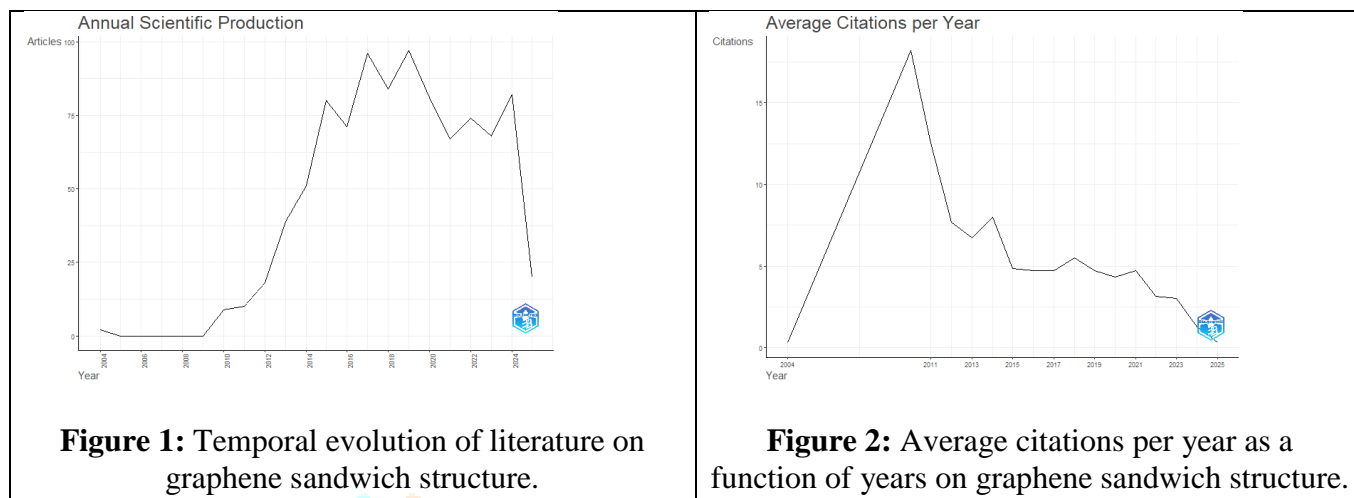 Annual Scientific Production
Articles
100
75
50
25
0
2004
2006
2008
2010
2012
2014
2016
2018
2020
2022
2024
Year
Figure 1: Temporal evolution of literature on
graphene sandwich structure.
Average Citations per Year
Citations
15
10
5
0
2004
2011
2013
2015
2017
2019
2021
2023
2025
Year
Figure 2: Average citations per year as a
function of years on graphene sandwich structure.